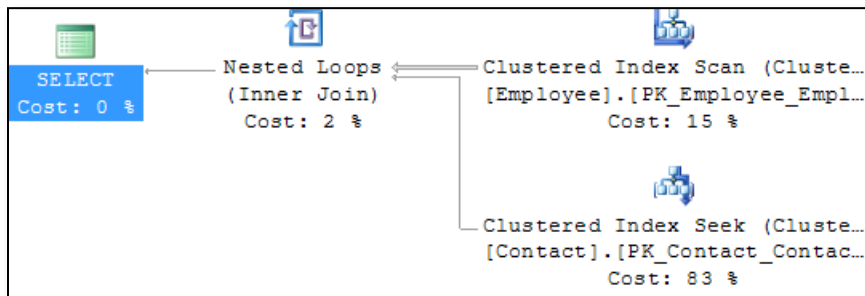 SELECT
Cost: 0 %
Nested Loops
(Inner Join)
Cost: 2 %
Clustered Index Scan (Cluste…
[Employee].[PK_Employee_Empl…
Cost: 15 %
Clustered Index Seek (Cluste…
[Contact].[PK_Contact_Contac…
Cost: 83 %